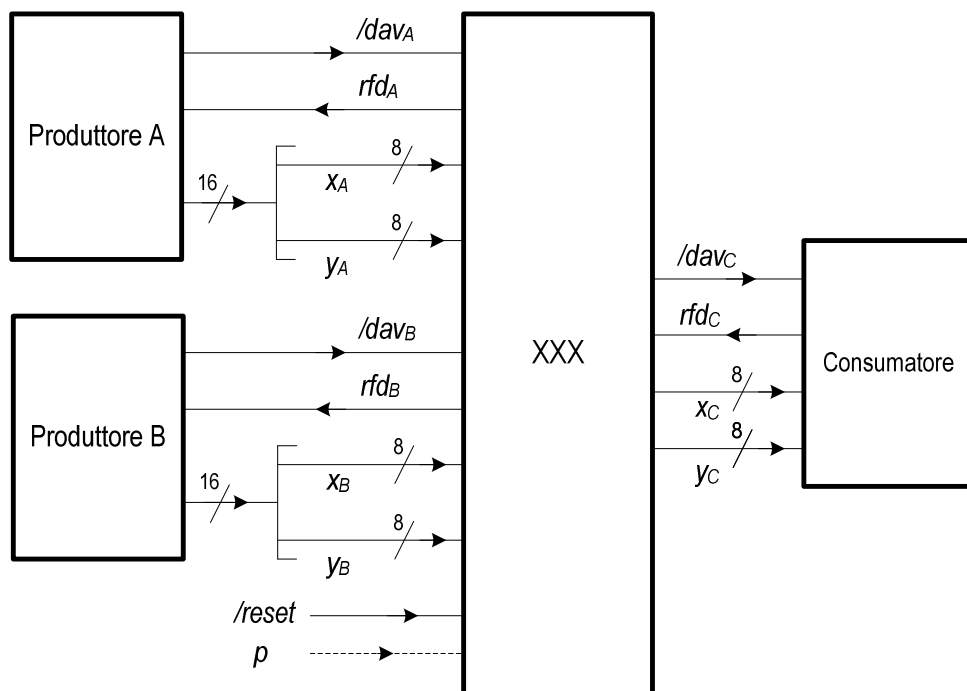 /davA
rfdA
Produttore A
8
xA
16
8
yA
/davC
/davB
rfdC
rfdB
XXX
Consumatore
8
xC
Produttore B
8
yC
8
xB
16
8
yB
/reset
p